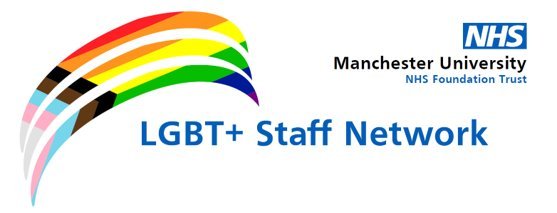 NHS
Manchester University
NHS Foundation Trust
LGBT+ Staff Network